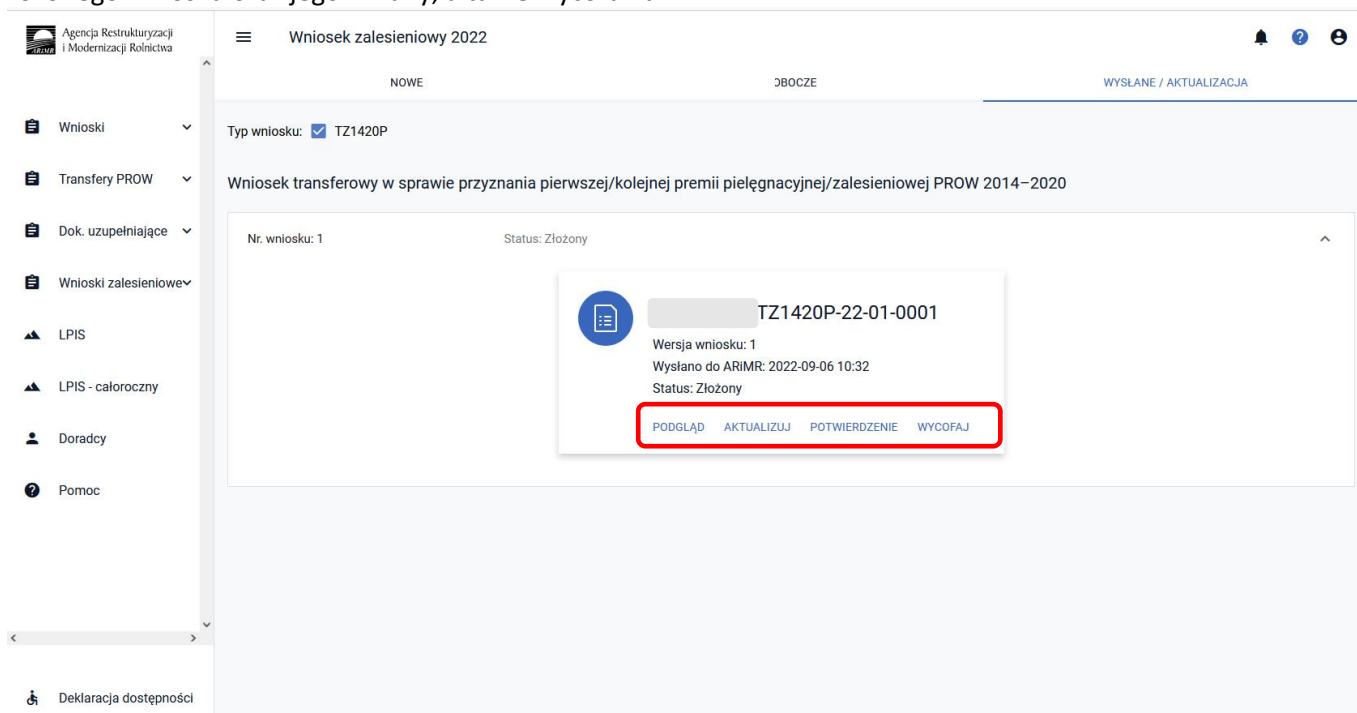 Agencja Restrukturyzacji
i Modernizacji Rolnictwa
ARiMR
Wniosek zalesieniowy 2022
NOWE
OBOCZE
WYSŁANE / AKTUALIZACJA
Wnioski
Transfery PROW
Dok. uzupełniające
Wnioski zalesieniowe
LPIS
LPIS - całoroczny
Doradcy
Pomoc
Deklaracja dostępności
Typ wniosku: TZ1420P
Wniosek transferowy w sprawie przyznania pierwszej/kolejnej premii pielęgnacyjnej/zalesieniowej PROW 2014–2020
Nr. wniosku: 1 Status: Złożony
TZ1420P-22-01-0001
Wersja wniosku: 1
Wysłano do ARiMR: 2022-09-06 10:32
Status: Złożony
PODGLĄD AKTUALIZUJ POTWIERDZENIE WYCOFAJ